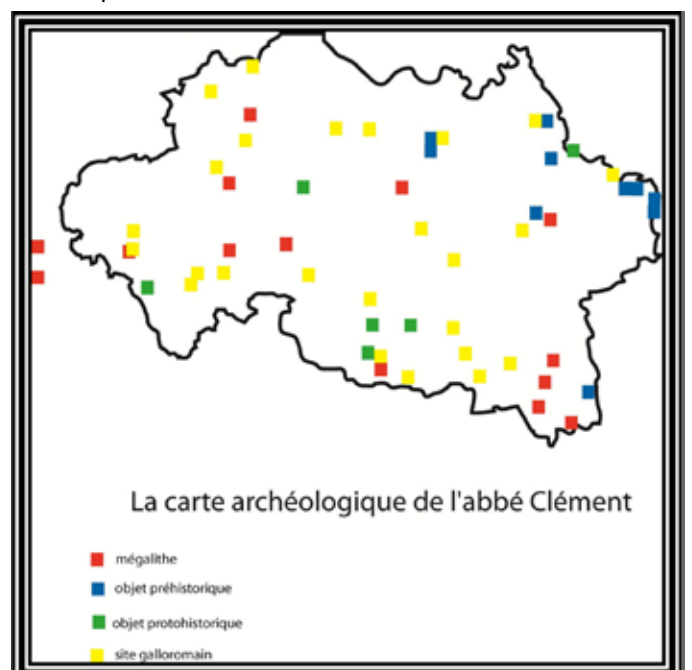 La carte archéologique de l'abbé Clément
mégalithe
objet préhistorique
objet protohistorique
site galloromain